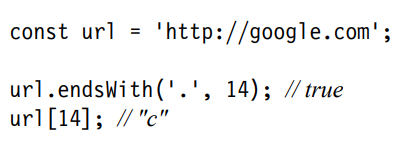 const url = 'http://google.com';
url.endsWith('.', 14); // true
url[14]; // "c"